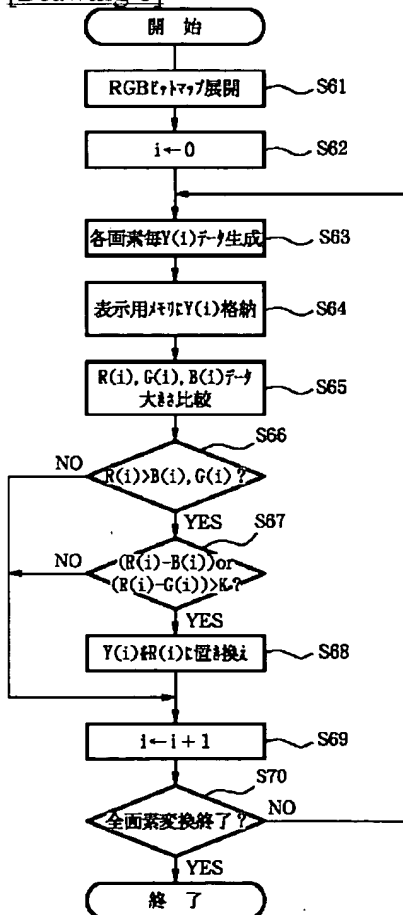 [Drawing 6]
開 始
RGBビットマップ展開
S61
i←0
S62
各画素毎Y(i)データ生成
S63
表示用メモリにY(i)格納
S64
R(i), G(i), B(i)データ
大きさ比較
S65
S66
NO
R(i)>B(i), G(i)?
YES
S67
NO
(R(i)-B(i))or
(R(i)-G(i))>K?
YES
Y(i)をR(i)に置き換え
S68
i←i+1
S69
S70
全画素変換終了?
NO
YES
終 了